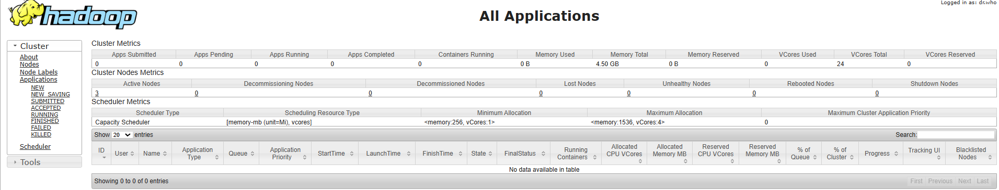 Logged in as: dr.who
hadoop
All Applications
Cluster
About
Nodes
Node Labels
Applications
NEW
NEW_SAVING
SUBMITTED
ACCEPTED
RUNNING
FINISHED
FAILED
KILLED
Scheduler
Tools
Cluster Metrics
Apps Submitted Apps Pending Apps Running Apps Completed Containers Running Memory Used Memory Total Memory Reserved VCores Used VCores Total VCores Reserved
0 0 0 0 0 0 B 4.50 GB 0 B 0 24 0
Cluster Nodes Metrics
Active Nodes Decommissioning Nodes Decommissioned Nodes Lost Nodes Unhealthy Nodes Rebooted Nodes Shutdown Nodes
3 0 0 0 0 0 0
Scheduler Metrics
Scheduler Type Scheduling Resource Type Minimum Allocation Maximum Allocation Maximum Cluster Application Priority
Capacity Scheduler [memory-mb (unit=Mi), vcores] <memory:256, vCores:1> <memory:1536, vCores:4> 0
Show 20 entries Search:
ID User Name Application Type Queue Application Priority StartTime LaunchTime FinishTime State FinalStatus Running Containers Allocated CPU VCores Allocated Memory MB Reserved CPU VCores Reserved Memory MB % of Queue % of Cluster Progress Tracking UI Blacklisted Nodes
No data available in table
Showing 0 to 0 of 0 entries First Previous Next Last